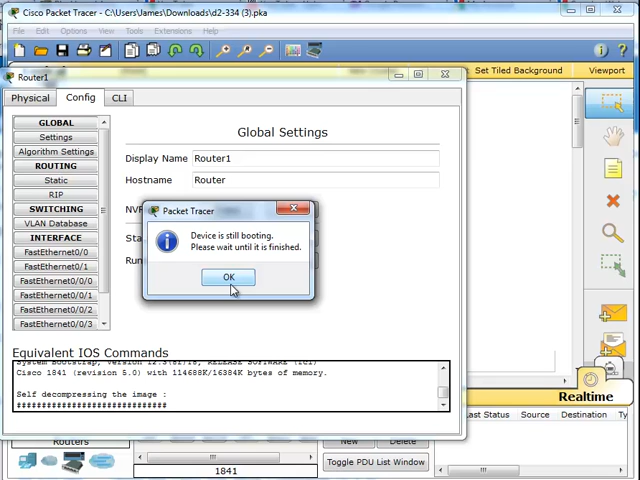 Cisco Packet Tracer - C:\Users\James\Downloads\d2-334 (3).pka
File Edit Options View Tools Extensions Help
Router1
Set Tiled Background
Viewport
Physical
Config
CLI
GLOBAL
Settings
Algorithm Settings
ROUTING
Static
RIP
SWITCHING
VLAN Database
INTERFACE
FastEthernet0/0
FastEthernet0/1
FastEthernet0/0/0
FastEthernet0/0/1
FastEthernet0/0/2
FastEthernet0/0/3
Global Settings
Display Name
Router1
Hostname
Router
NVR
Sta
Run
Packet Tracer
Device is still booting.
Please wait until it is finished.
OK
Equivalent IOS Commands
Cisco 1841 (revision 5.0) with 114688K/16384K bytes of memory.
Self decompressing the image :
##############################
Realtime
Last Status
Source
Destination
Routers
1841
New
Delete
Toggle PDU List Window